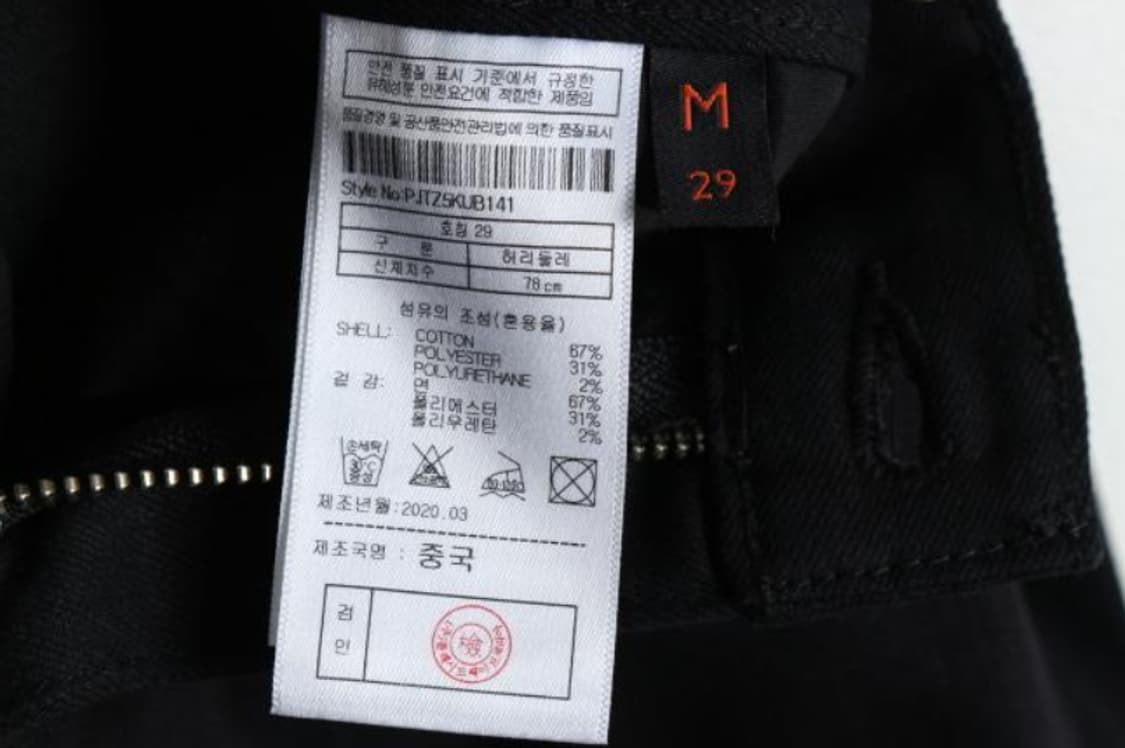 안전 품질 표시 기준에서 규정한
유해성분 안전요건에 적합한 제품임
품질경영 및 공산품안전관리법에 의한 품질표시
Style No:PJTZ5KUB141
호칭 29
구 분 허리둘레
신체치수 78cm
섬유의 조성(혼용율)
SHELL: COTTON 67%
POLYESTER 31%
POLYURETHANE 2%
겉 감: 면 67%
폴리에스터 31%
폴리우레탄 2%
손세탁
30℃
중성
제조년월:2020.03
제조국명 : 중국
검인
檢
M
29